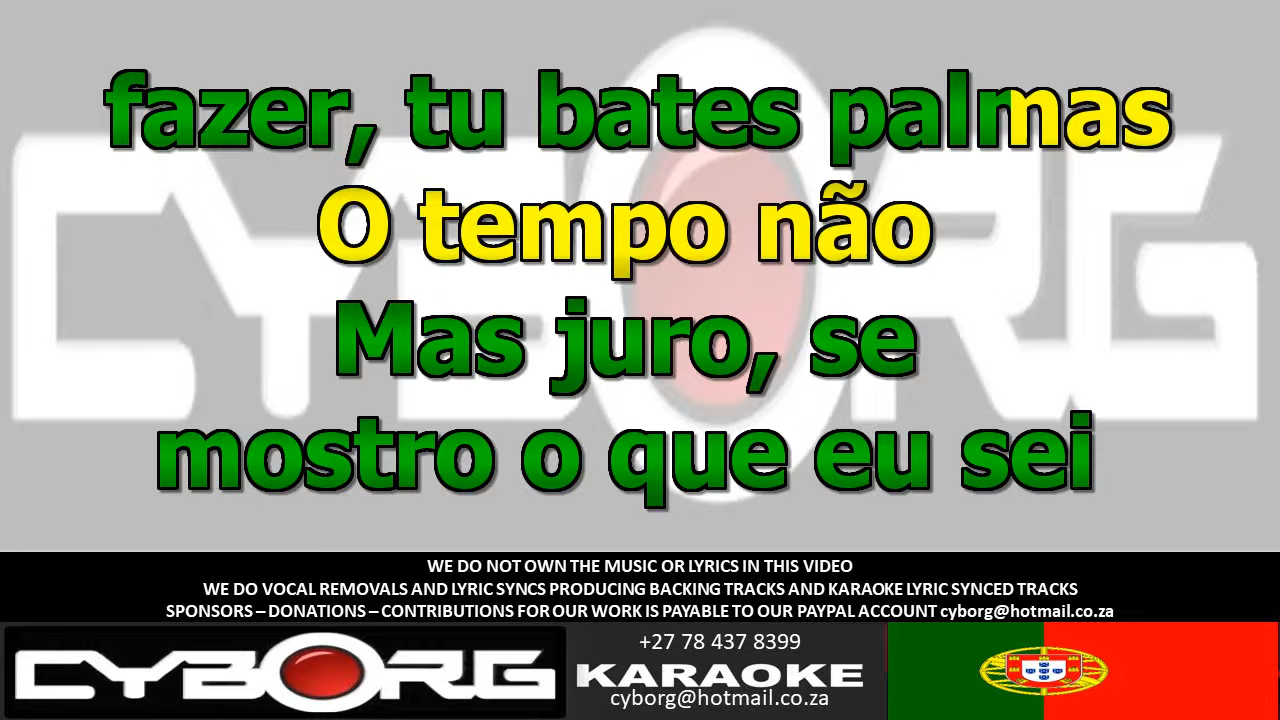 fazer, tu bates palmas
O tempo não
Mas juro, se
mostro o que eu sei
CYBORG
WE DO NOT OWN THE MUSIC OR LYRICS IN THIS VIDEO
WE DO VOCAL REMOVALS AND LYRIC SYNCS PRODUCING BACKING TRACKS AND KARAOKE LYRIC SYNCED TRACKS
SPONSORS – DONATIONS – CONTRIBUTIONS FOR OUR WORK IS PAYABLE TO OUR PAYPAL ACCOUNT cyborg@hotmail.co.za
CYBORG
+27 78 437 8399
KARAOKE
cyborg@hotmail.co.za